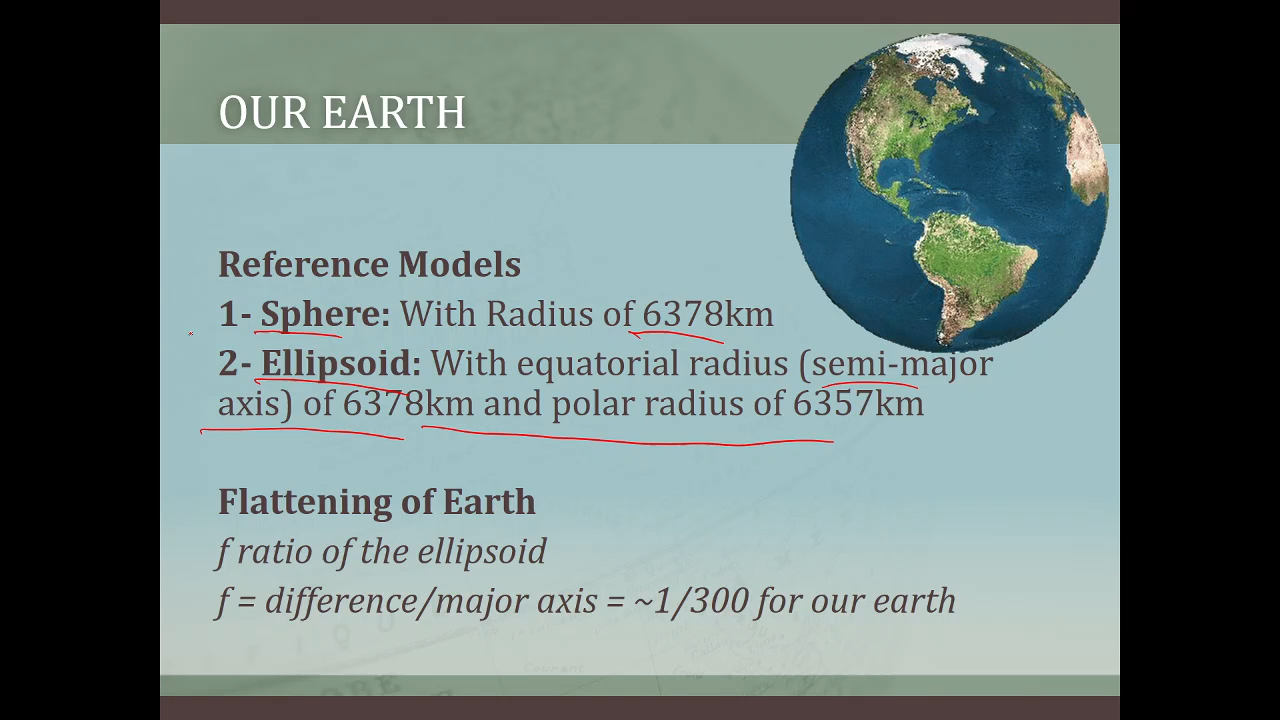 OUR EARTH
Reference Models
1- Sphere: With Radius of 6378km
2- Ellipsoid: With equatorial radius (semi-major
axis) of 6378km and polar radius of 6357km
Flattening of Earth
f ratio of the ellipsoid
f = difference/major axis = ~1/300 for our earth